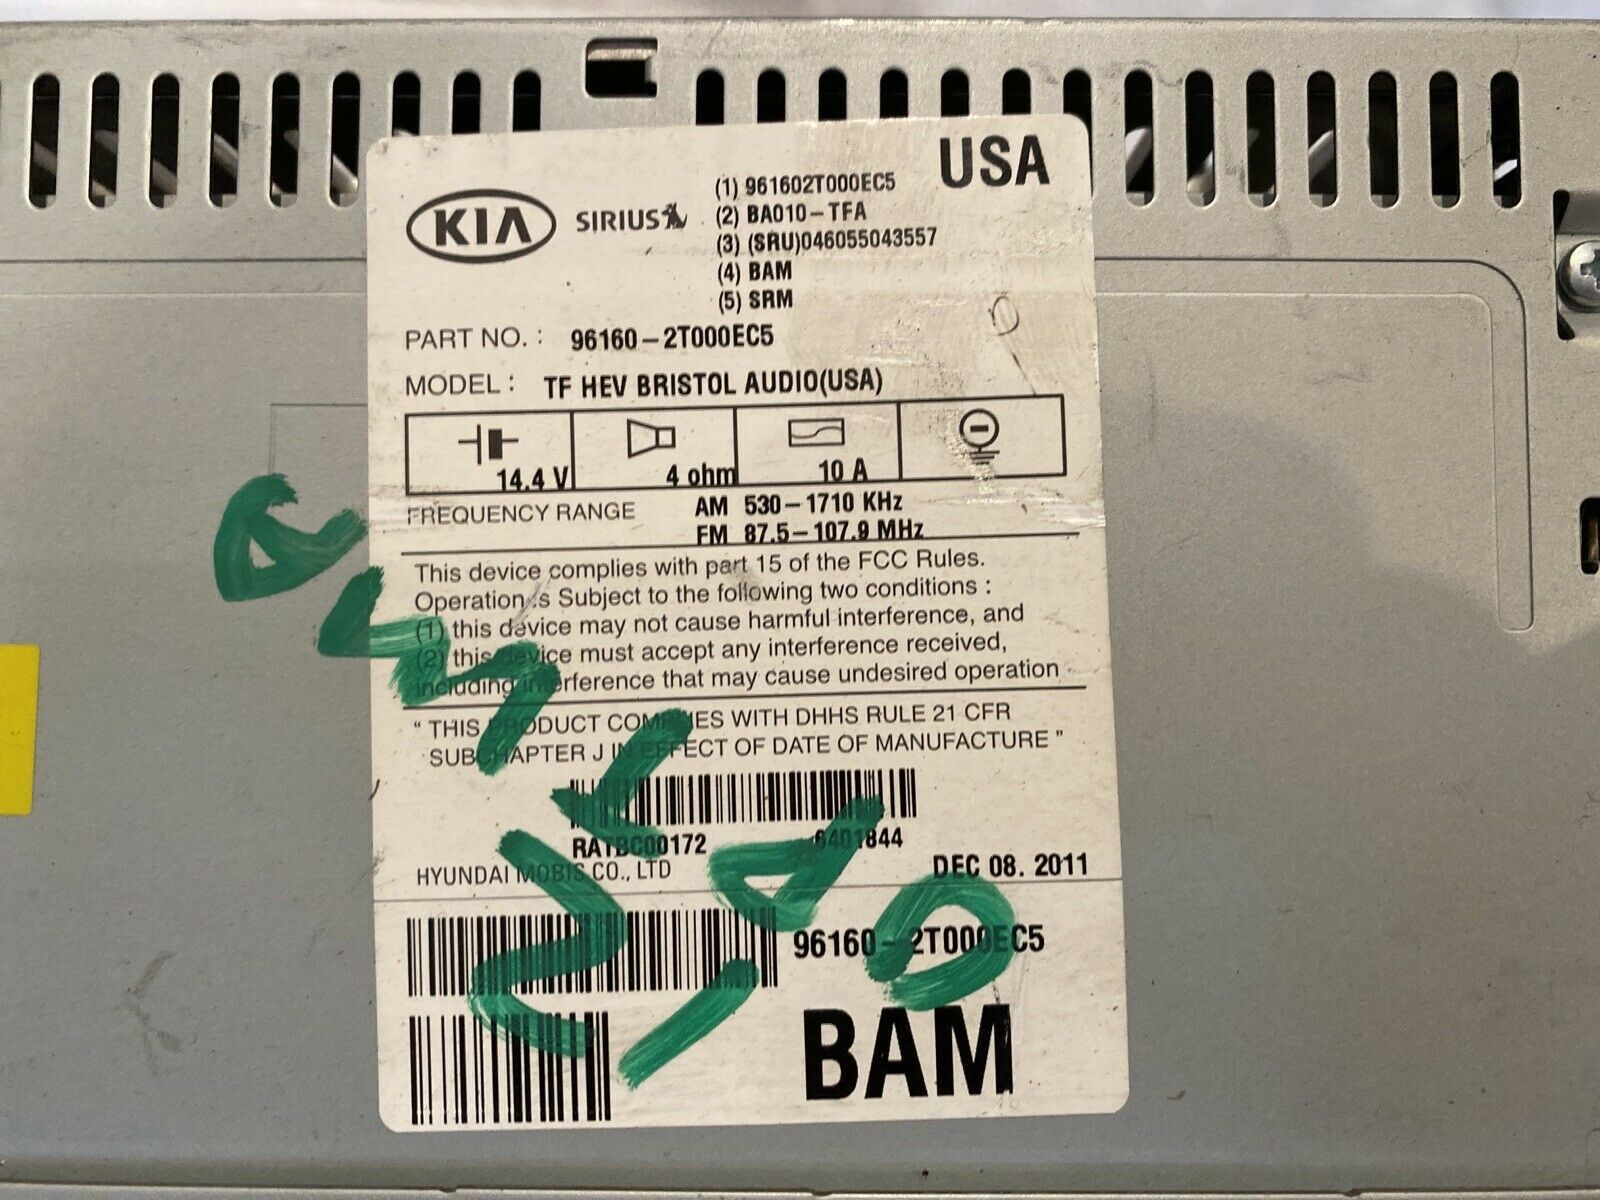 USA
KIA SIRIUS
(1) 961602T000EC5
(2) BA010-TFA
(3) (SRU)046055043557
(4) BAM
(5) SRM
PART NO. : 96160-2T000EC5
MODEL : TF HEV BRISTOL AUDIO(USA)
14.4 V 4 ohm 10 A
FREQUENCY RANGE AM 530-1710 KHz
FM 87.5-107.9 MHz
This device complies with part 15 of the FCC Rules.
Operation is Subject to the following two conditions :
(1) this device may not cause harmful interference, and
(2) this device must accept any interference received,
including interference that may cause undesired operation
" THIS PRODUCT COMPLIES WITH DHHS RULE 21 CFR
SUBCHAPTER J IN EFFECT OF DATE OF MANUFACTURE "
RATBC00172 6401844
HYUNDAI MOBIS CO., LTD DEC 08. 2011
96160-2T000EC5
BAM